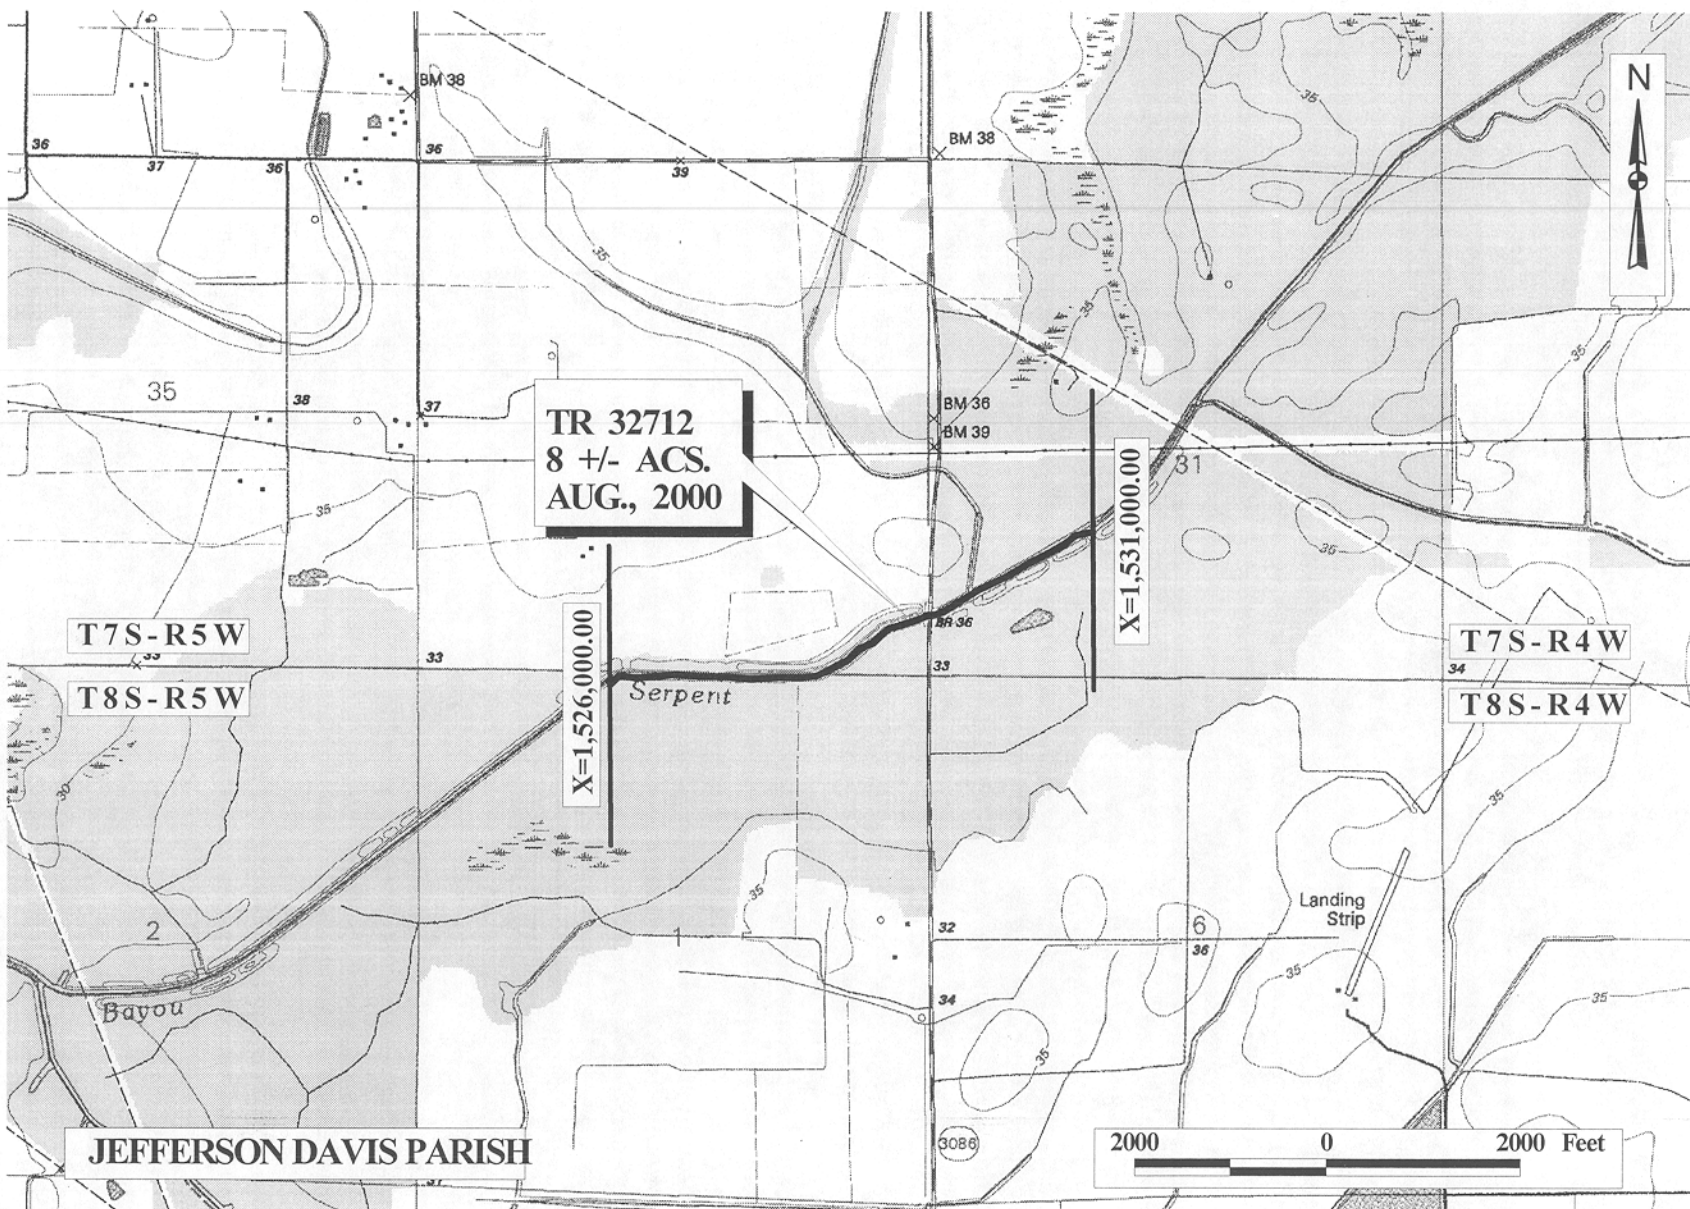 BM 38
N
36
37
36
36
39
BM 38
35
35
35
35
35
38
37
TR 32712
8 +/- ACS.
AUG., 2000
BM 36
BM 39
31
X=1,531,000.00
35
35
BR 36
X=1,526,000.00
T7S-R5W
33
33
33
T7S-R4W
34
T8S-R5W
Serpent
T8S-R4W
30
35
35
Landing
Strip
2
1
32
6
36
35
35
34
Bayou
35
3086
JEFFERSON DAVIS PARISH
2000 0 2000 Feet